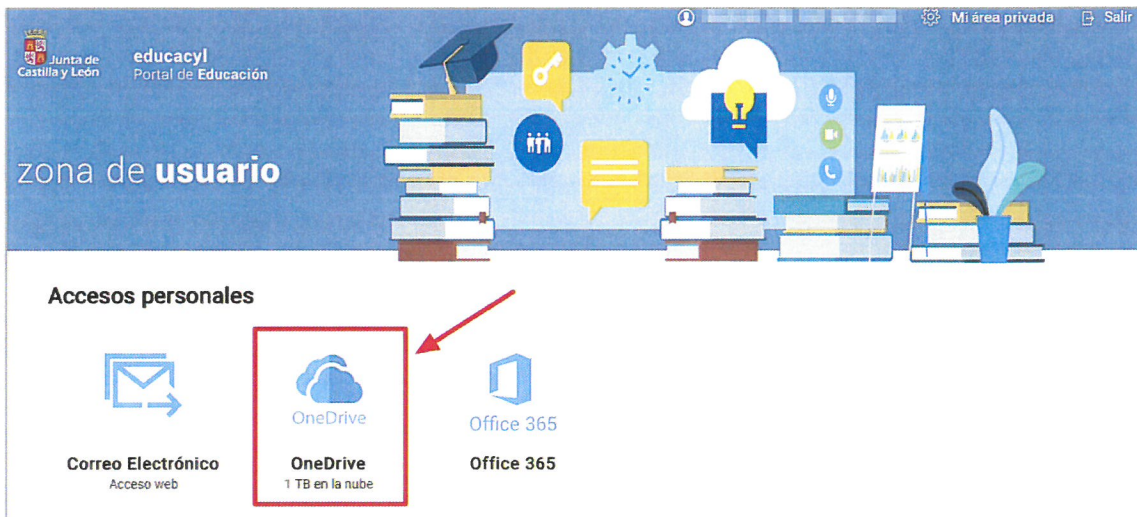 Mi área privada
Salir
Junta de
Castilla y León
educacyl
Portal de Educación
zona de usuario
Accesos personales
OneDrive
Office 365
Correo Electrónico
Acceso web
OneDrive
1 TB en la nube
Office 365